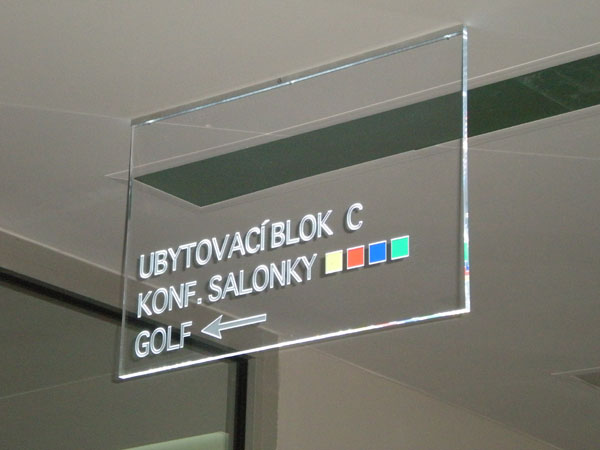 UBYTOVACÍ BLOK C
KONF. SALONKY
GOLF